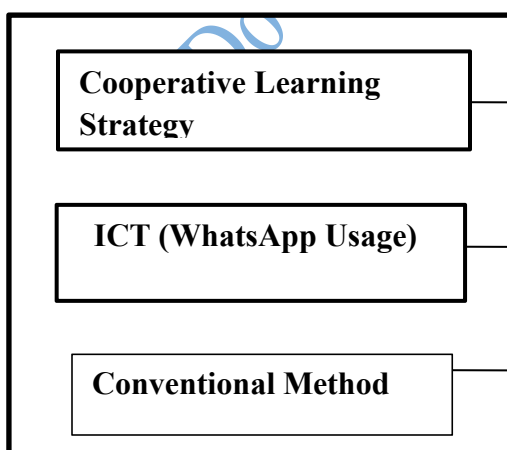 Cooperative Learning
Strategy
ICT (WhatsApp Usage)
Conventional Method